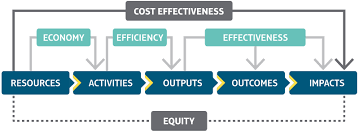 COST EFFECTIVENESS
ECONOMY EFFICIENCY EFFECTIVENESS
RESOURCES ACTIVITIES OUTPUTS OUTCOMES IMPACTS
EQUITY